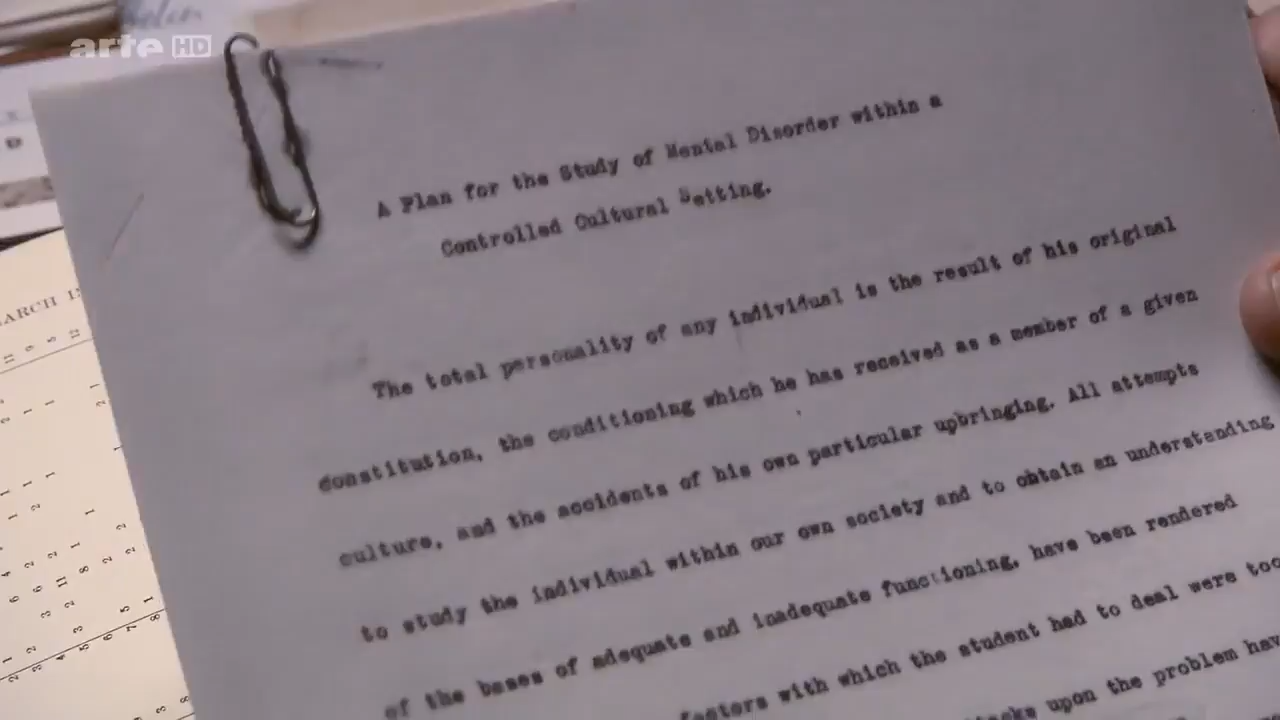 arte HD
A Plan for the Study of Mental Disorder within a
Controlled Cultural Setting.
The total personality of any individual is the result of his original
constitution, the conditioning which he has received as a member of a given
culture, and the accidents of his own particular upbringing. All attempts
to study the individual within our own society and to obtain an understanding
of the bases of adequate and inadequate functioning, have been rendered
factors with which the student had to deal were too
upon the problem